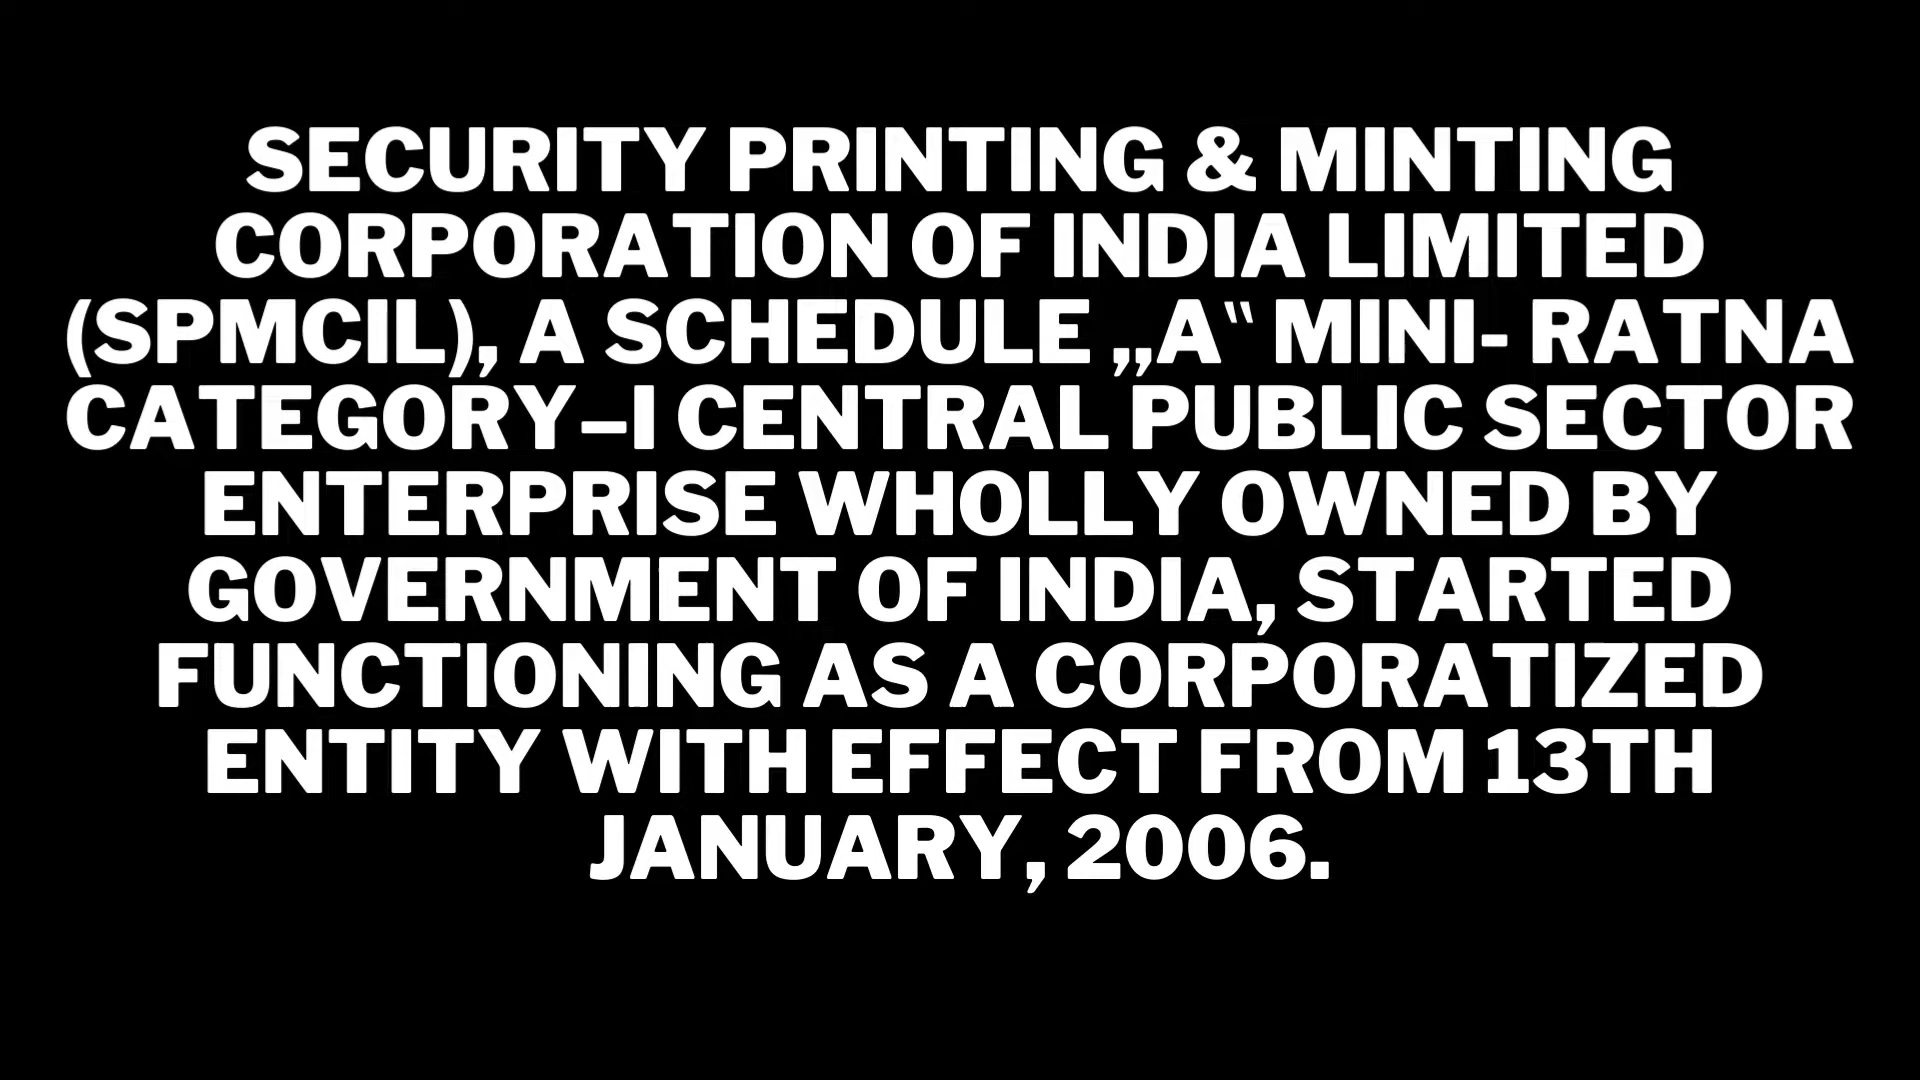 SECURITY PRINTING & MINTING
CORPORATION OF INDIA LIMITED
(SPMCIL), A SCHEDULE „A‟ MINI- RATNA
CATEGORY–I CENTRAL PUBLIC SECTOR
ENTERPRISE WHOLLY OWNED BY
GOVERNMENT OF INDIA, STARTED
FUNCTIONING AS A CORPORATIZED
ENTITY WITH EFFECT FROM 13TH
JANUARY, 2006.